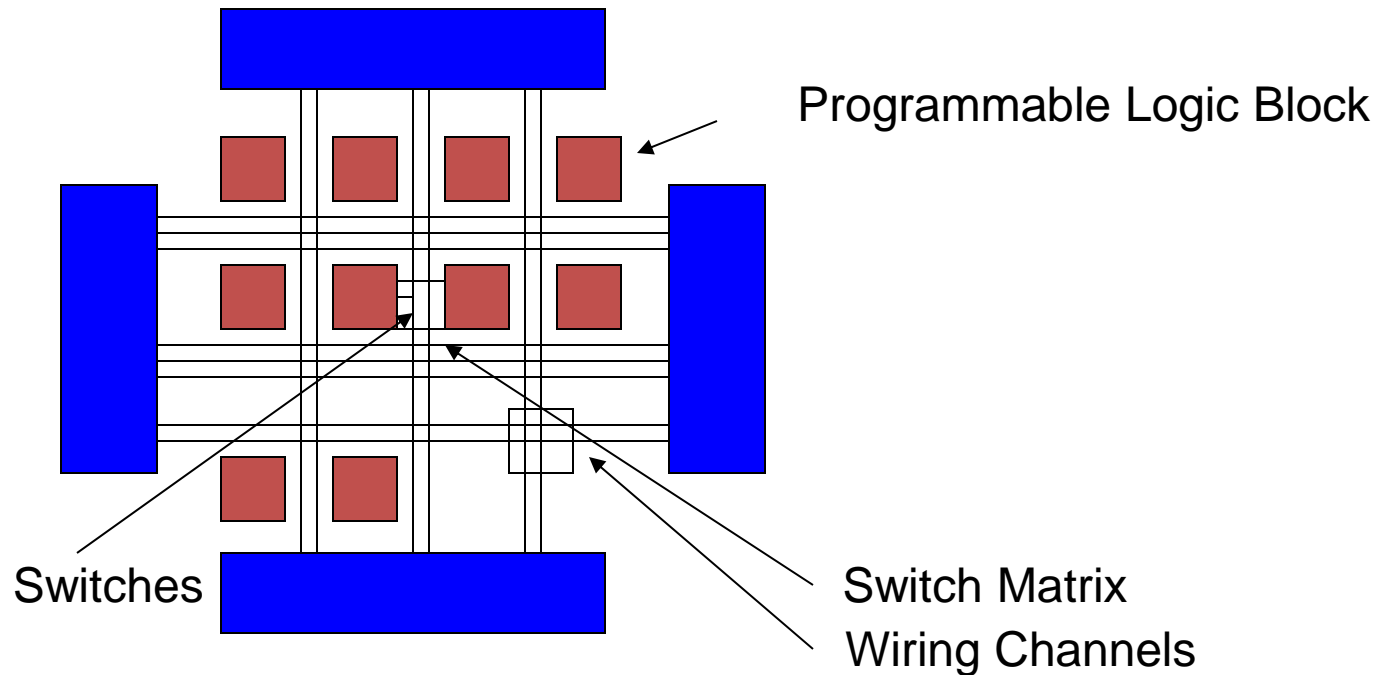 Programmable Logic Block
Switches
Switch Matrix
Wiring Channels